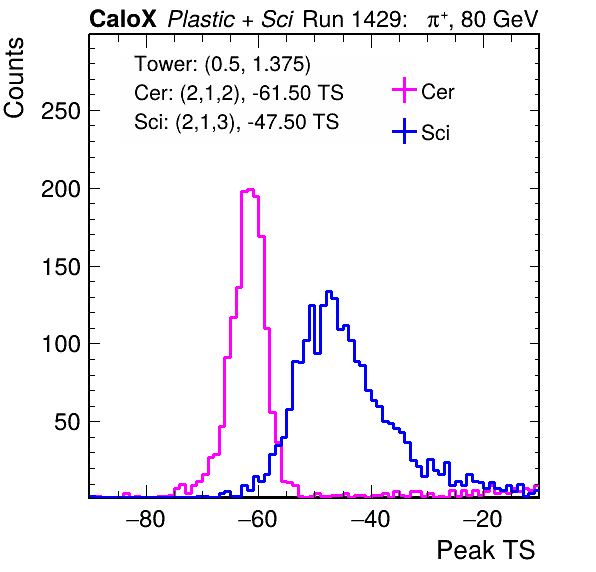 CaloX Plastic + Sci Run 1429: π⁺, 80 GeV
Counts
Tower: (0.5, 1.375)
Cer: (2,1,2), -61.50 TS
Sci: (2,1,3), -47.50 TS
Cer
Sci
250
200
150
100
50
−80 −60 −40 −20
Peak TS